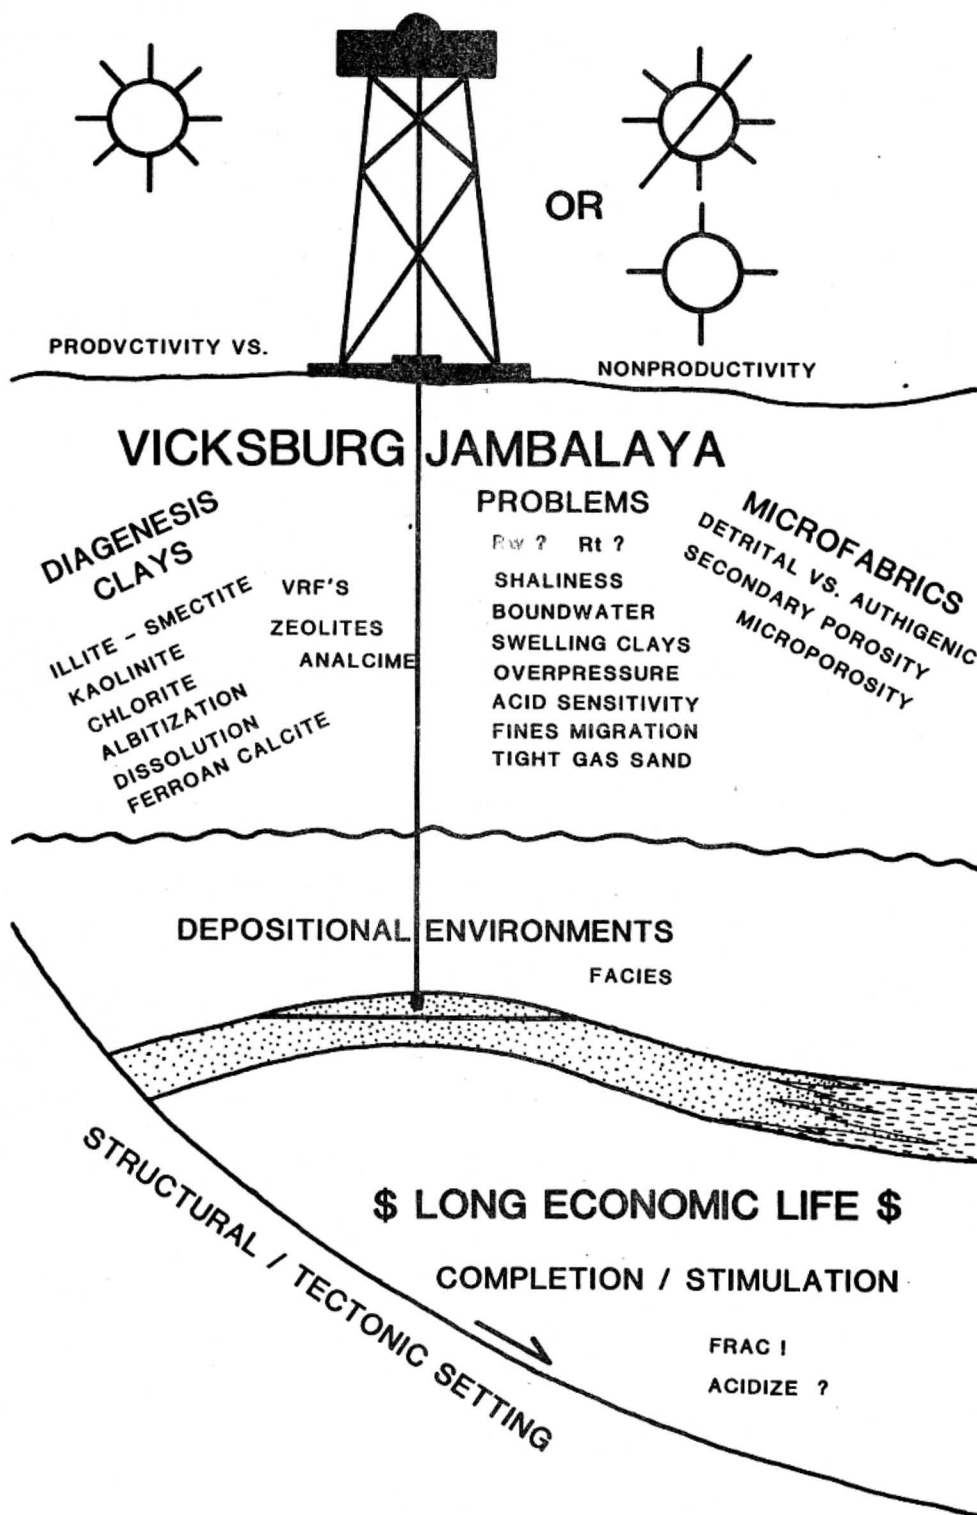 OR
PRODVCTIVITY VS.
NONPRODUCTIVITY
VICKSBURG JAMBALAYA
DIAGENESIS
CLAYS
ILLITE - SMECTITE
KAOLINITE
CHLORITE
ALBITIZATION
DISSOLUTION
FERROAN CALCITE
VRF'S
ZEOLITES
ANALCIME
PROBLEMS
Rw ? Rt ?
SHALINESS
BOUNDWATER
SWELLING CLAYS
OVERPRESSURE
ACID SENSITIVITY
FINES MIGRATION
TIGHT GAS SAND
MICROFABRICS
DETRITAL VS. AUTHIGENIC
SECONDARY POROSITY
MICROPOROSITY
DEPOSITIONAL ENVIRONMENTS
FACIES
STRUCTURAL / TECTONIC SETTING
$ LONG ECONOMIC LIFE $
COMPLETION / STIMULATION
FRAC !
ACIDIZE ?